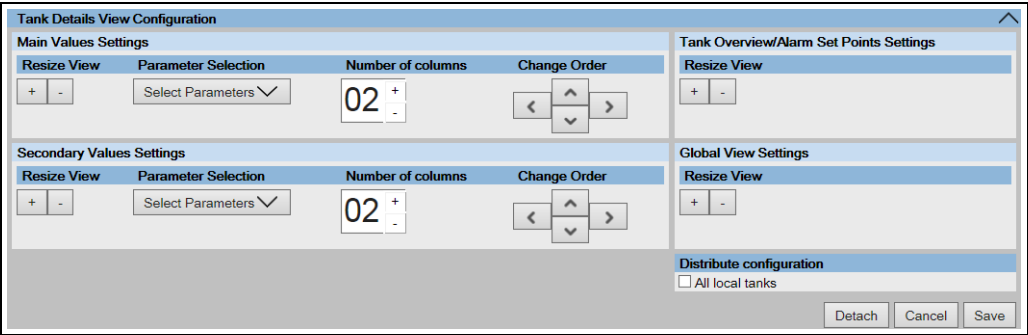 Tank Details View Configuration
Main Values Settings
Resize View Parameter Selection Number of columns Change Order
+ - Select Parameters 02 + -
Tank Overview/Alarm Set Points Settings
Resize View
+ -
Secondary Values Settings
Resize View Parameter Selection Number of columns Change Order
+ - Select Parameters 02 + -
Global View Settings
Resize View
+ -
Distribute configuration
All local tanks
Detach Cancel Save